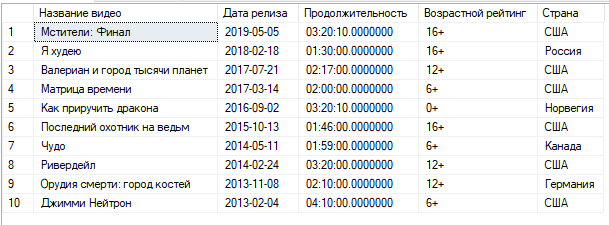 Название видео Дата релиза Продолжительность Возрастной рейтинг Страна
1 Мстители: Финал 2019-05-05 03:20:10.0000000 16+ США
2 Я худею 2018-02-18 01:30:00.0000000 16+ Россия
3 Валериан и город тысячи планет 2017-07-21 02:17:00.0000000 12+ США
4 Матрица времени 2017-03-14 02:00:00.0000000 6+ США
5 Как приручить дракона 2016-09-02 03:20:10.0000000 0+ Норвегия
6 Последний охотник на ведьм 2015-10-13 01:46:00.0000000 16+ США
7 Чудо 2014-05-11 01:59:00.0000000 6+ Канада
8 Ривердейл 2014-02-24 03:20:00.0000000 12+ США
9 Орудия смерти: город костей 2013-11-08 02:10:00.0000000 12+ Германия
10 Джимми Нейтрон 2013-02-04 04:10:00.0000000 6+ США